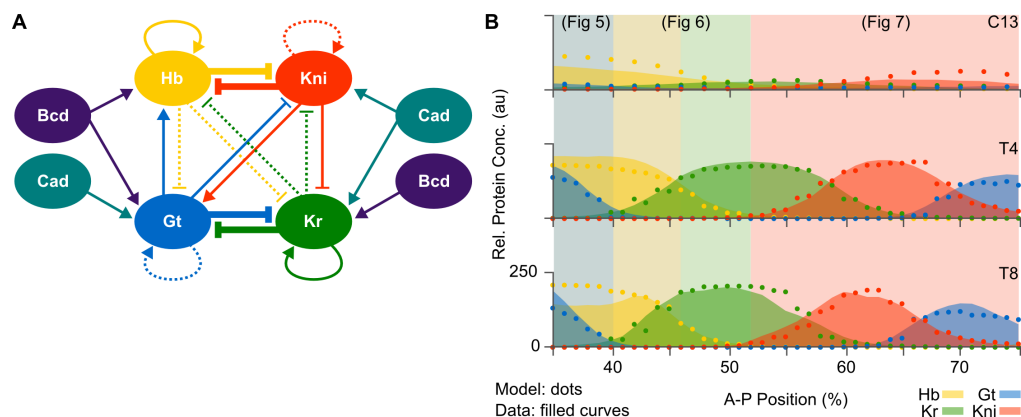 A
Hb
Kni
Bcd
Cad
Cad
Bcd
Gt
Kr
B
(Fig 5)
(Fig 6)
(Fig 7)
C13
T4
T8
Rel. Protein Conc. (au)
250
0
40
50
60
70
A-P Position (%)
Model: dots
Data: filled curves
Hb Gt
Kr Kni